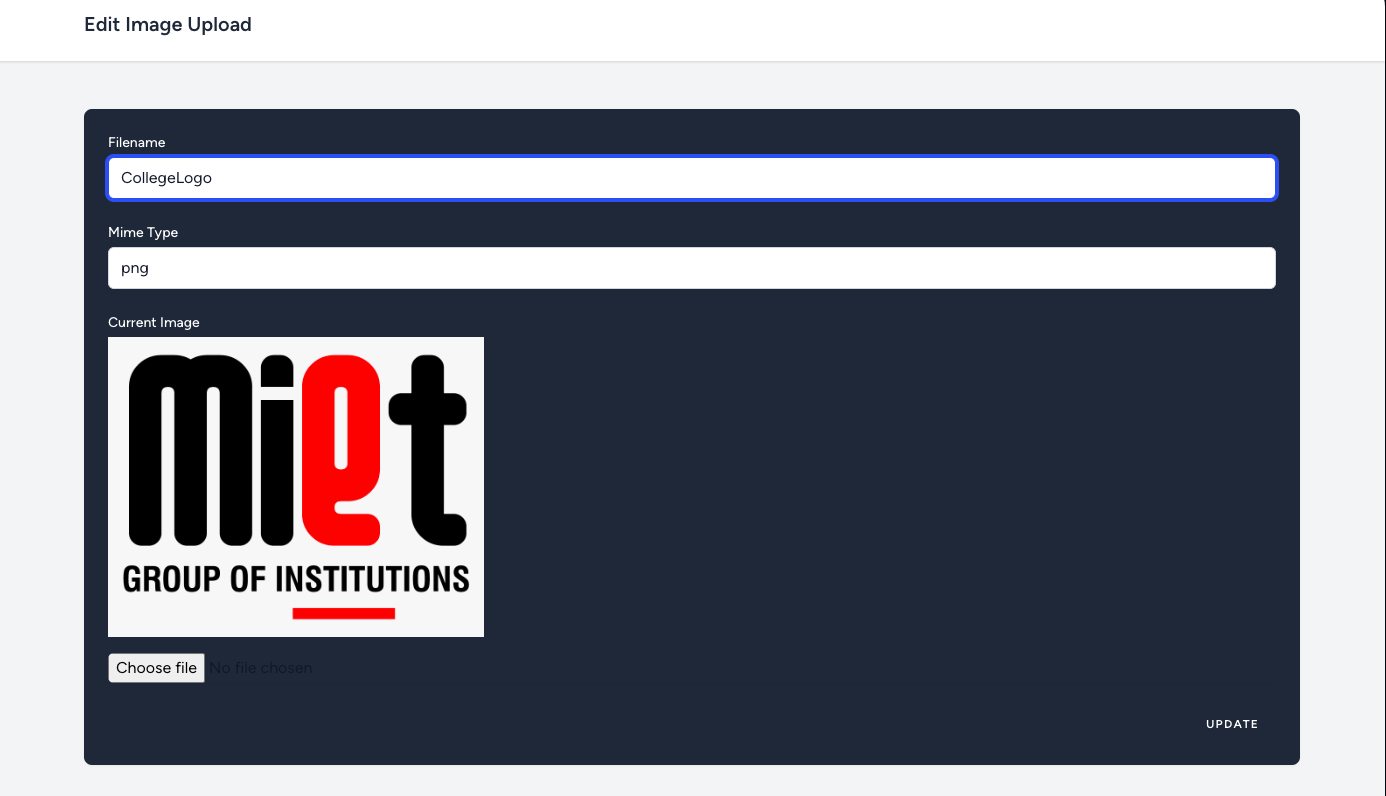 Edit Image Upload
Filename
CollegeLogo
Mime Type
png
Current Image
miet
GROUP OF INSTITUTIONS
Choose file No file chosen
UPDATE